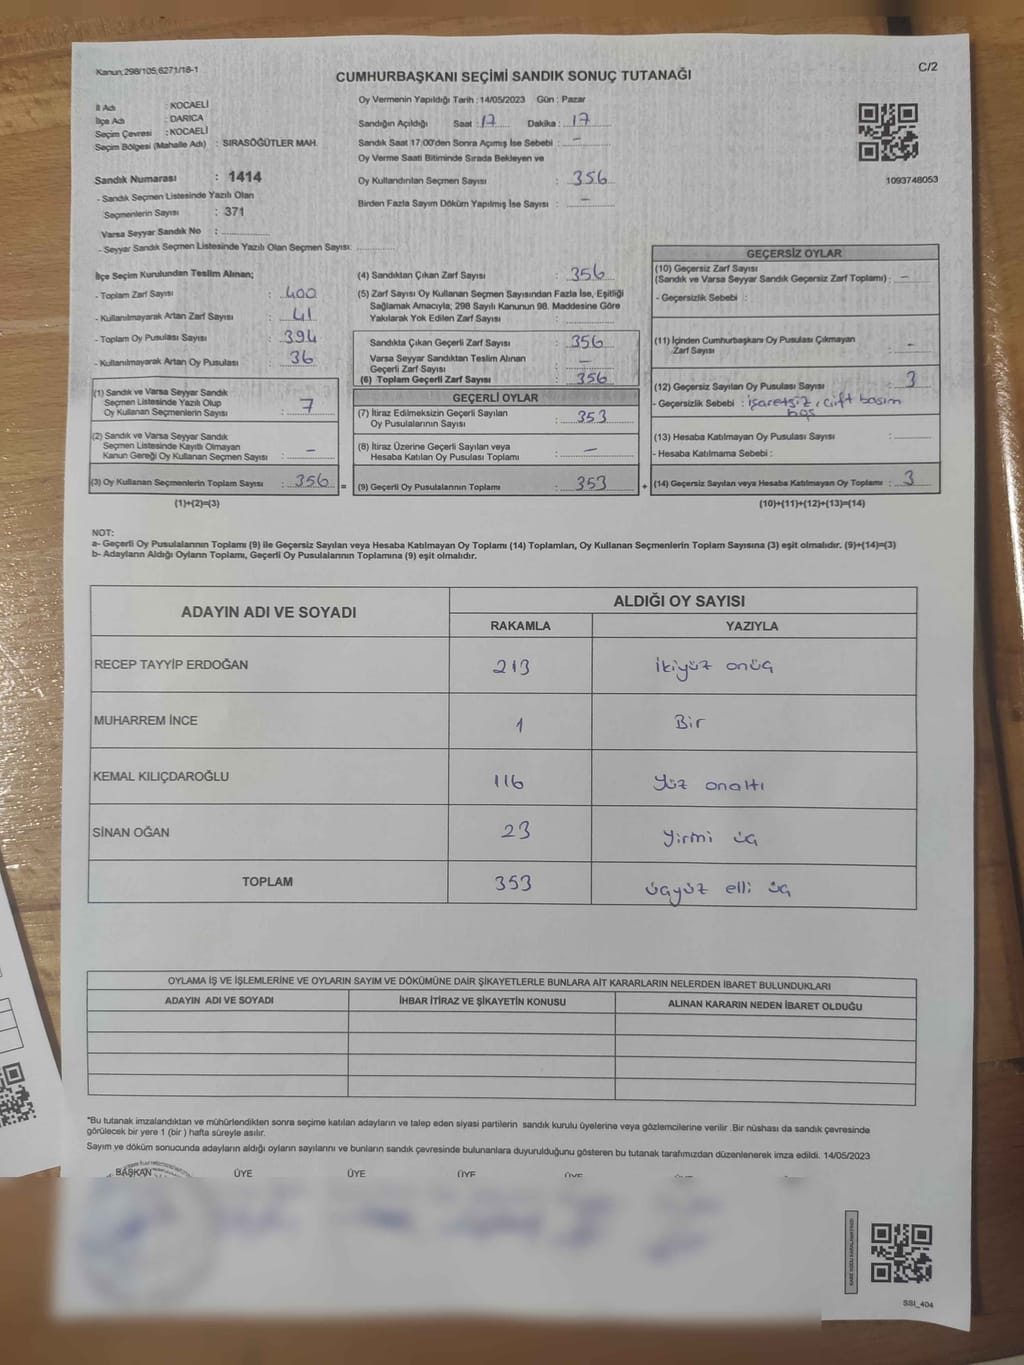 Kanun;298/105,6271/18-1
C/2
CUMHURBAŞKANI SEÇİMİ SANDIK SONUÇ TUTANAĞI
İl Adı : KOCAELİ
İlçe Adı : DARICA
Seçim Çevresi : KOCAELİ
Seçim Bölgesi (Mahalle Adı) : SIRASÖĞÜTLER MAH.
Sandık Numarası : 1414
- Sandık Seçmen Listesinde Yazılı Olan
Seçmenlerin Sayısı : 371
Varsa Seyyar Sandık No :
- Seyyar Sandık Seçmen Listesinde Yazılı Olan Seçmen Sayısı:
Oy Vermenin Yapıldığı Tarih : 14/05/2023 Gün : Pazar
Sandığın Açıldığı Saat : 17 Dakika : 17
Sandık Saat 17:00'den Sonra Açımış İse Sebebi : -
Oy Verme Saati Bitiminde Sırada Bekleyen ve
Oy Kullandırılan Seçmen Sayısı : 356
Birden Fazla Sayım Döküm Yapılmış İse Sayısı : -
1093748053
İlçe Seçim Kurulundan Teslim Alınan;
- Toplam Zarf Sayısı : 400
- Kullanılmayarak Artan Zarf Sayısı : 41
- Toplam Oy Pusulası Sayısı : 394
- Kullanılmayarak Artan Oy Pusulası : 36
(1) Sandık ve Varsa Seyyar Sandık
Seçmen Listesinde Yazılı Olup
Oy Kullanan Seçmenlerin Sayısı : 7
(2) Sandık ve Varsa Seyyar Sandık
Seçmen Listesinde Kayıtlı Olmayan
Kanun Gereği Oy Kullanan Seçmen Sayısı : -
(3) Oy Kullanan Seçmenlerin Toplam Sayısı : 356 =
(1)+(2)=(3)
(4) Sandıktan Çıkan Zarf Sayısı : 356
(5) Zarf Sayısı Oy Kullanan Seçmen Sayısından Fazla İse, Eşitliği
Sağlamak Amacıyla; 298 Sayılı Kanunun 98. Maddesine Göre
Yakılarak Yok Edilen Zarf Sayısı :
Sandıkta Çıkan Geçerli Zarf Sayısı : 356
Varsa Seyyar Sandıktan Teslim Alınan
Geçerli Zarf Sayısı : -
(6) Toplam Geçerli Zarf Sayısı : 356
GEÇERLİ OYLAR
(7) İtiraz Edilmeksizin Geçerli Sayılan
Oy Pusulalarının Sayısı : 353
(8) İtiraz Üzerine Geçerli Sayılan veya
Hesaba Katılan Oy Pusulası Toplamı : -
(9) Geçerli Oy Pusulalarının Toplamı : 353 +
GEÇERSİZ OYLAR
(10) Geçersiz Zarf Sayısı
(Sandık ve Varsa Seyyar Sandık Geçersiz Zarf Toplamı) : -
- Geçersizlik Sebebi :
(11) İçinden Cumhurbaşkanı Oy Pusulası Çıkmayan
Zarf Sayısı : -
(12) Geçersiz Sayılan Oy Pusulası Sayısı : 3
- Geçersizlik Sebebi : işaretsiz, çift basım
boş
(13) Hesaba Katılmayan Oy Pusulası Sayısı :
- Hesaba Katılmama Sebebi :
(14) Geçersiz Sayılan veya Hesaba Katılmayan Oy Toplamı : 3
(10)+(11)+(12)+(13)=(14)
NOT:
a- Geçerli Oy Pusulasının Toplamı (9) ile Geçersiz Sayılan veya Hesaba Katılmayan Oy Toplamı (14) Toplamları, Oy Kullanan Seçmenlerin Toplam Sayısına (3) eşit olmalıdır. (9)+(14)=(3)
b- Adayların Aldığı Oyların Toplamı, Geçerli Oy Pusulalarının Toplamına (9) eşit olmalıdır.
ADAYIN ADI VE SOYADI ALDIĞI OY SAYISI
RAKAMLA YAZIYLA
RECEP TAYYİP ERDOĞAN 213 İkiyüz onüç
MUHARREM İNCE 1 Bir
KEMAL KILIÇDAROĞLU 116 Yüz onaltı
SİNAN OĞAN 23 Yirmi üç
TOPLAM 353 üçyüz elli üç
OYLAMA İŞ VE İŞLEMLERİNE VE OYLARIN SAYIM VE DÖKÜMÜNE DAİR ŞİKAYETLERLE BUNLARA AİT KARARLARIN NELERDEN İBARET BULUNDUKLARI
ADAYIN ADI VE SOYADI İHBAR İTİRAZ VE ŞİKAYETİN KONUSU ALINAN KARARIN NEDEN İBARET OLDUĞU
*Bu tutanak imzalandıktan ve mühürlendikten sonra seçime katılan adayların ve talep eden siyasi partilerin sandık kurulu üyelerine veya gözlemcilerine verilir .Bir nüshası da sandık çevresinde
görülecek bir yere 1 (bir ) hafta süreyle asılır.
Sayım ve döküm sonucunda adayların aldığı oyların sayılarını ve bunların sandık çevresinde bulunanlara duyurulduğunu gösteren bu tutanak tarafımızdan düzenlenerek imza edildi. 14/05/2023
BAŞKAN ÜYE ÜYE ÜYE ÜYE
SSI_404